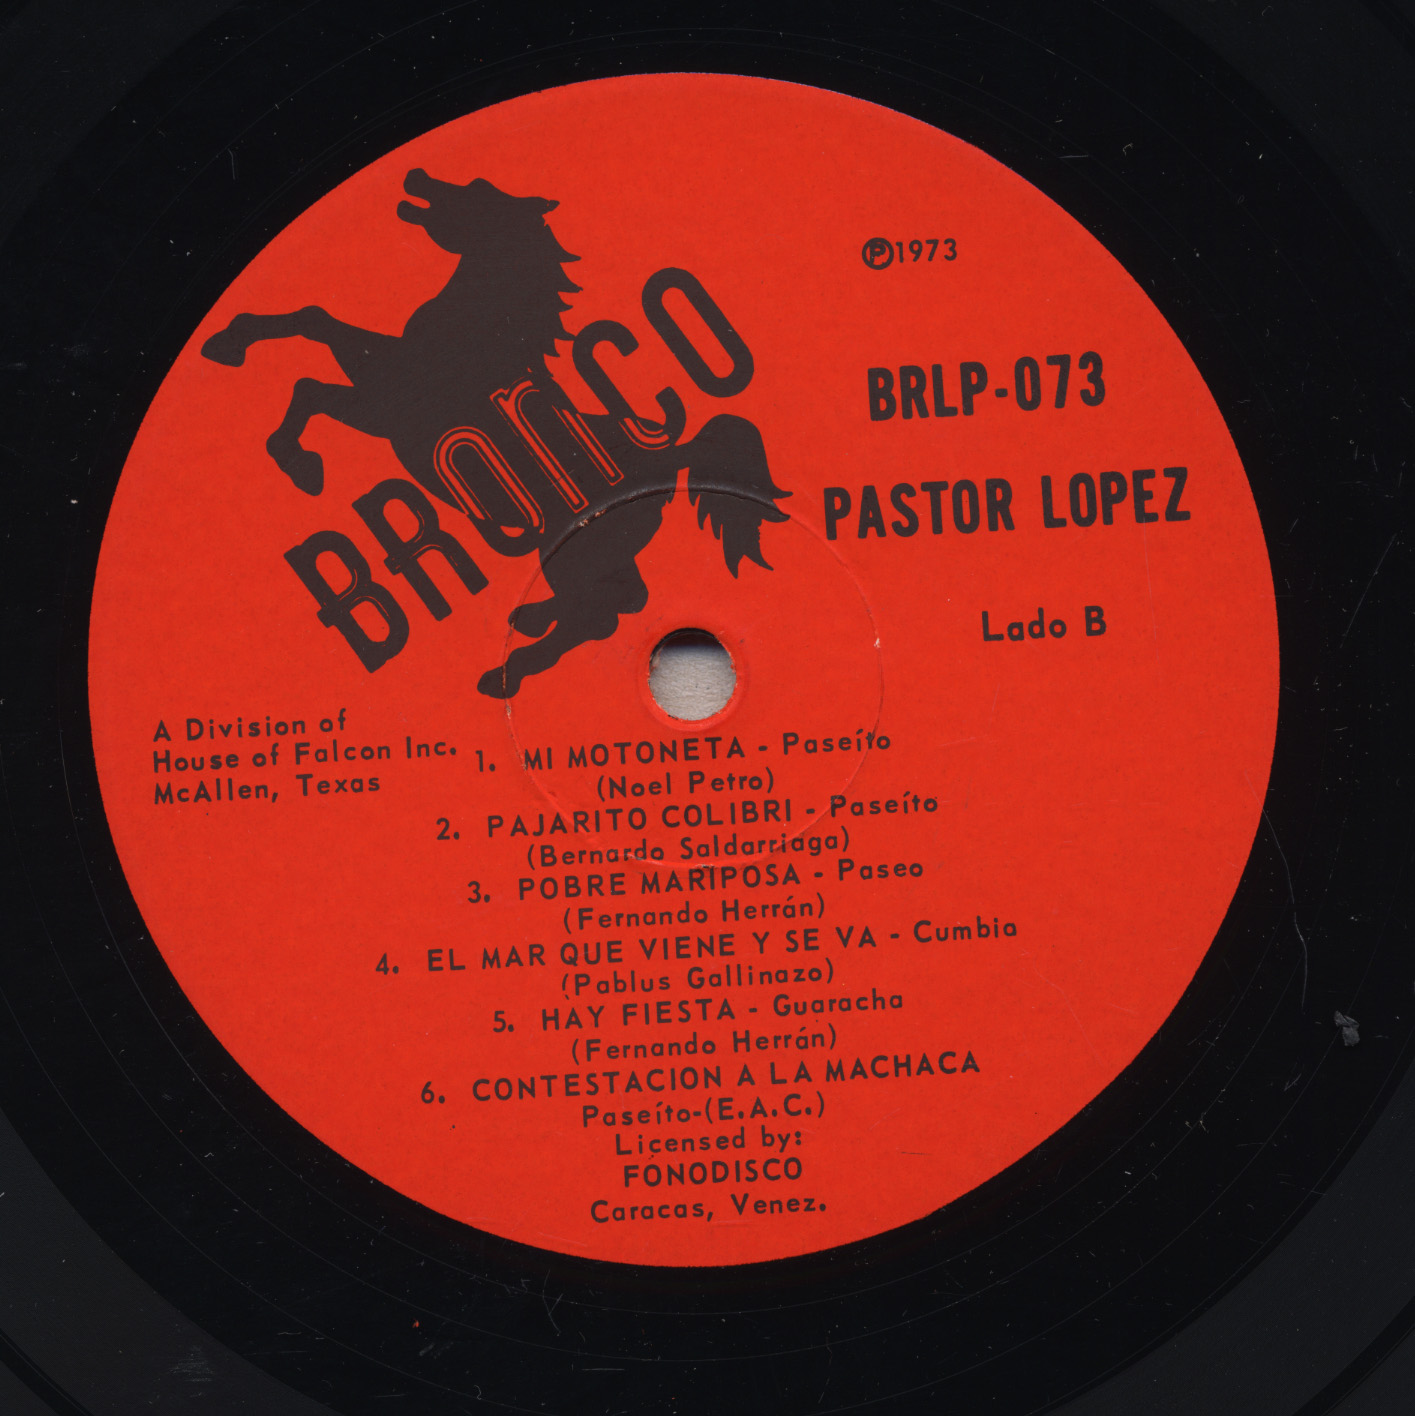 BRONCO
Ⓟ1973
BRLP-073
PASTOR LOPEZ
Lado B
A Division of
House of Falcon Inc.
McAllen, Texas
1. MI MOTONETA - Paseíto
(Noel Petro)
2. PAJARITO COLIBRI - Paseíto
(Bernardo Saldarriaga)
3. POBRE MARIPOSA - Paseo
(Fernando Herrán)
4. EL MAR QUE VIENE Y SE VA - Cumbia
(Pablus Gallinazo)
5. HAY FIESTA - Guaracha
(Fernando Herrán)
6. CONTESTACION A LA MACHACA
Paseíto-(E.A.C.)
Licensed by:
FONODISCO
Caracas, Venez.